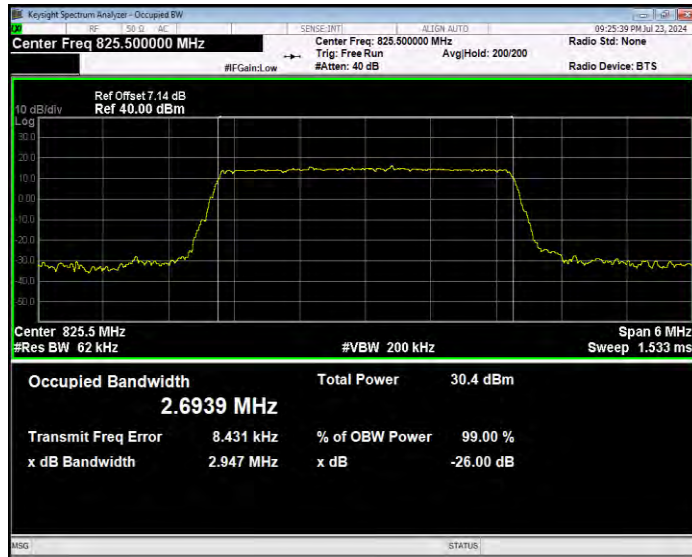 Keysight Spectrum Analyzer - Occupied BW
RF 50 Ω AC SENSE:INT ALIGN AUTO 09:25:39 PM Jul 23, 2024
Center Freq 825.500000 MHz Center Freq: 825.500000 MHz Radio Std: None
Trig: Free Run Avg|Hold: 200/200
#IFGain:Low #Atten: 40 dB Radio Device: BTS
Ref Offset 7.14 dB
10 dB/div Ref 40.00 dBm
Log
30.0
20.0
10.0
0.00
-10.0
-20.0
-30.0
-40.0
-50.0
Center 825.5 MHz Span 6 MHz
#Res BW 62 kHz #VBW 200 kHz Sweep 1.533 ms
Occupied Bandwidth Total Power 30.4 dBm
2.6939 MHz
Transmit Freq Error 8.431 kHz % of OBW Power 99.00 %
x dB Bandwidth 2.947 MHz x dB -26.00 dB
MSG STATUS